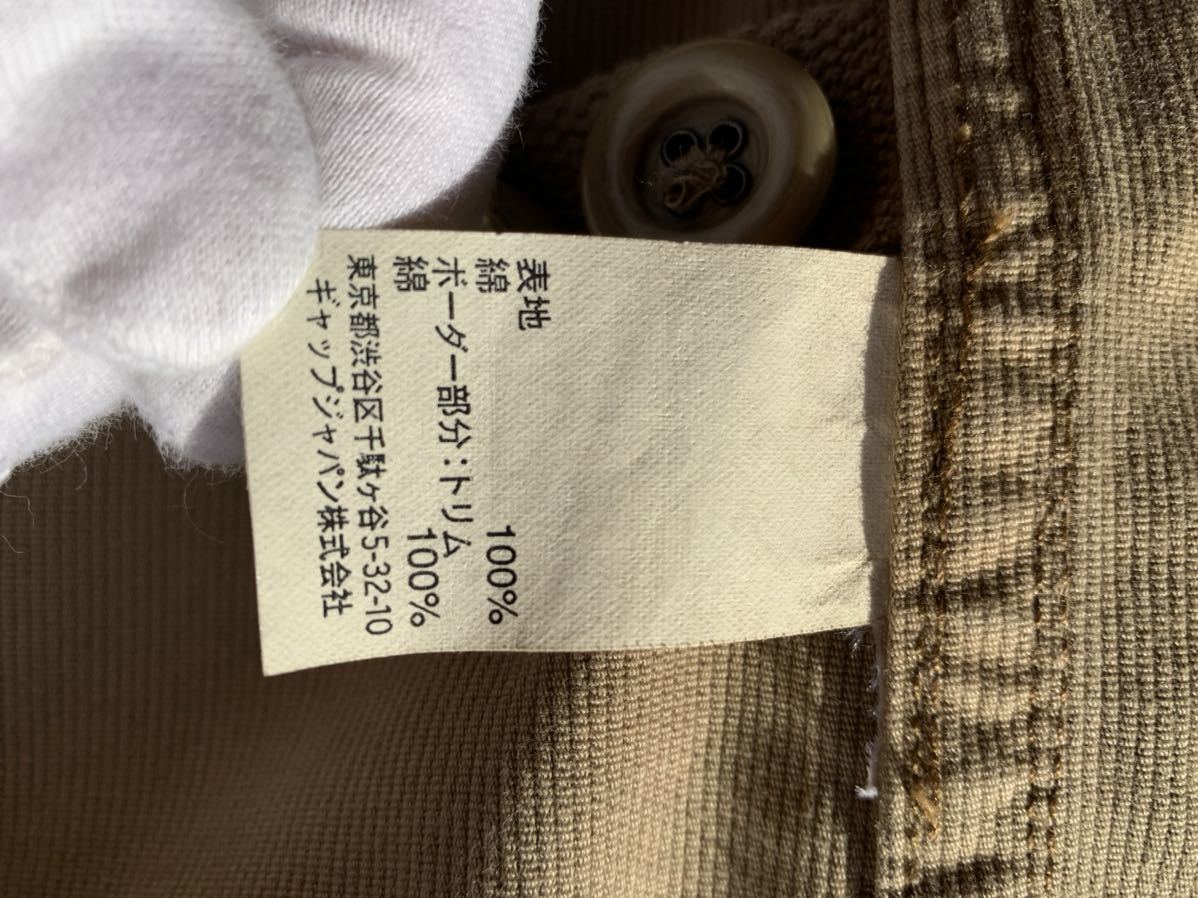 表地
綿 100%
ボーダー部分:トリム
綿 100%
東京都渋谷区千駄ヶ谷5-32-10
ギャップジャパン株式会社